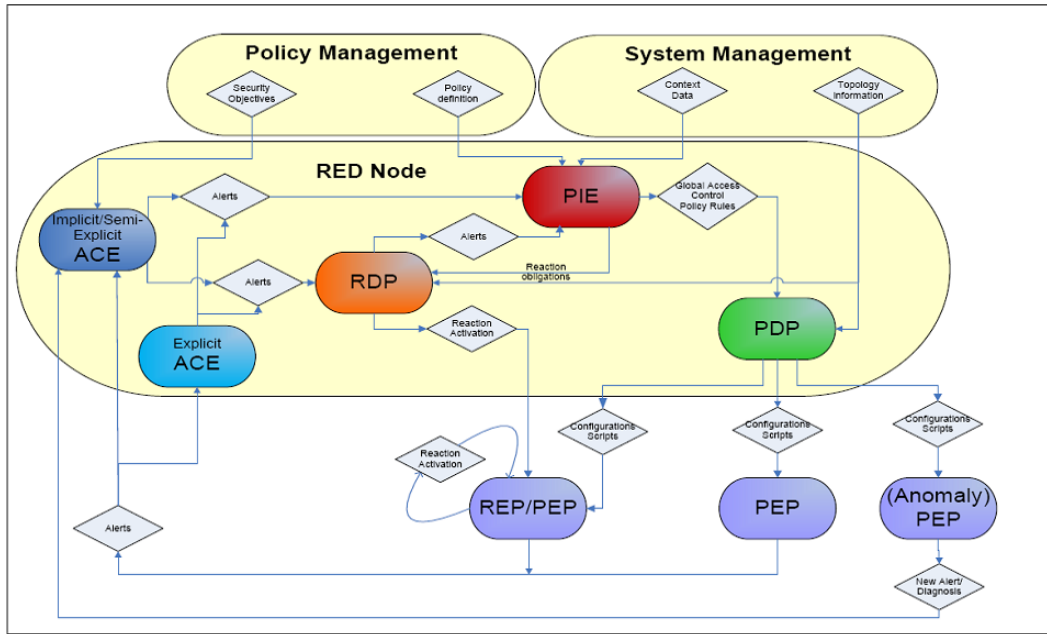 Policy Management
System Management
Security
Objectives
Policy
definition
Context
Data
Topology
Information
RED Node
Alerts
PIE
Global Access
Control
Policy Rules
Implicit/Semi-
Explicit
ACE
Alerts
Alerts
RDP
Reaction
obligations
Reaction
Activation
PDP
Explicit
ACE
Configurations
Scripts
Configurations
Scripts
Configurations
Scripts
Reaction
Activation
REP/PEP
PEP
(Anomaly)
PEP
Alerts
New Alert/
Diagnosis